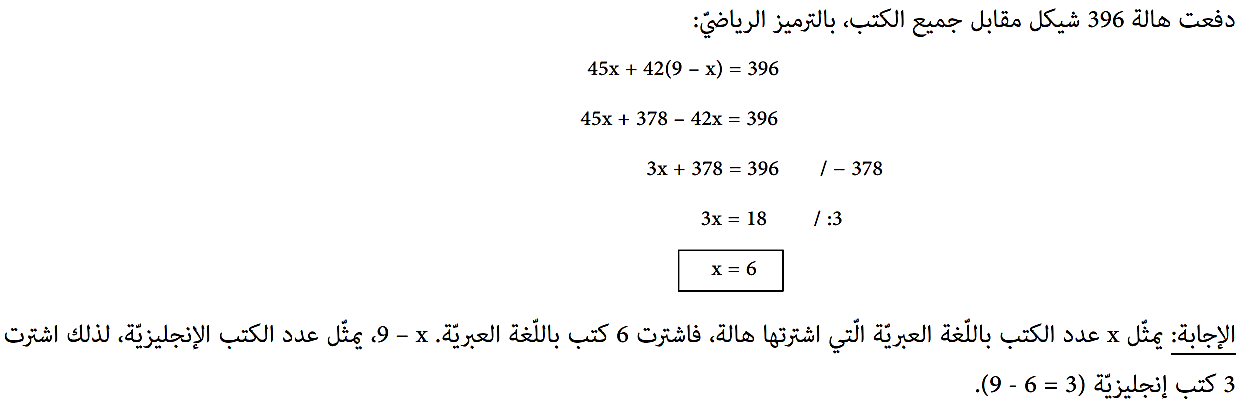 دفعت هالة 396 شيكل مقابل جميع الكتب، بالترميز الرياضيّ:
45x + 42(9 – x) = 396
45x + 378 – 42x = 396
3x + 378 = 396 / – 378
3x = 18 / :3
x = 6
الإجابة: يمثّل x عدد الكتب باللّغة العبريّة الّتي اشترتها هالة، فاشترت 6 كتب باللّغة العبريّة. 9 – x، يمثّل عدد الكتب الإنجليزيّة، لذلك اشترت
3 كتب إنجليزيّة (9 - 6 = 3).